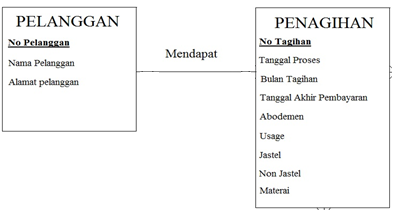 PELANGGAN
No Pelanggan
Nama Pelanggan
Alamat pelanggan
Mendapat
PENAGIHAN
No Tagihan
Tanggal Proses
Bulan Tagihan
Tanggal Akhir Pembayaran
Abodemen
Usage
Jastel
Non Jastel
Materai